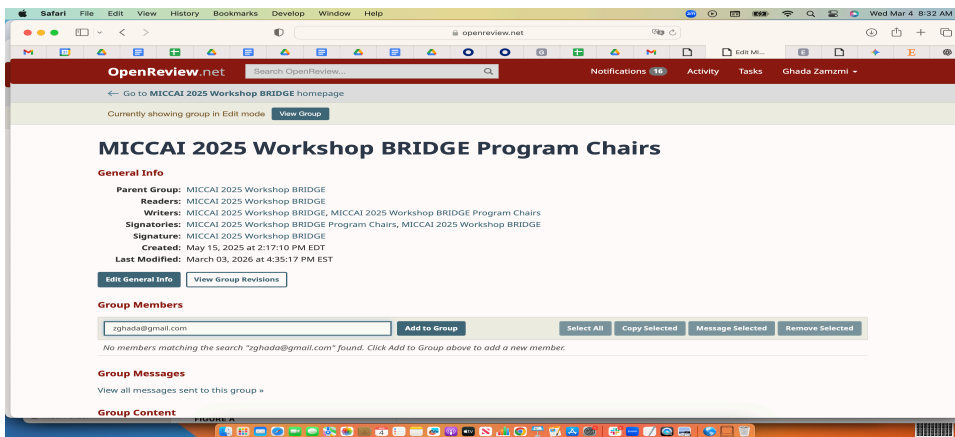 Safari File Edit View History Bookmarks Develop Window Help Wed Mar 4 8:32 AM
openreview.net
Edit Mi...
OpenReview.net Search OpenReview... Notifications 16 Activity Tasks Ghada Zamzmi
← Go to MICCAI 2025 Workshop BRIDGE homepage
Currently showing group in Edit mode View Group
MICCAI 2025 Workshop BRIDGE Program Chairs
General Info
Parent Group: MICCAI 2025 Workshop BRIDGE
Readers: MICCAI 2025 Workshop BRIDGE
Writers: MICCAI 2025 Workshop BRIDGE, MICCAI 2025 Workshop BRIDGE Program Chairs
Signatories: MICCAI 2025 Workshop BRIDGE Program Chairs, MICCAI 2025 Workshop BRIDGE
Signature: MICCAI 2025 Workshop BRIDGE
Created: May 15, 2025 at 2:17:10 PM EDT
Last Modified: March 03, 2026 at 4:35:17 PM EST
Edit General Info View Group Revisions
Group Members
zghada@gmail.com Add to Group Select All Copy Selected Message Selected Remove Selected
No members matching the search "zghada@gmail.com" found. Click Add to Group above to add a new member.
Group Messages
View all messages sent to this group »
Group Content
FIGURE A